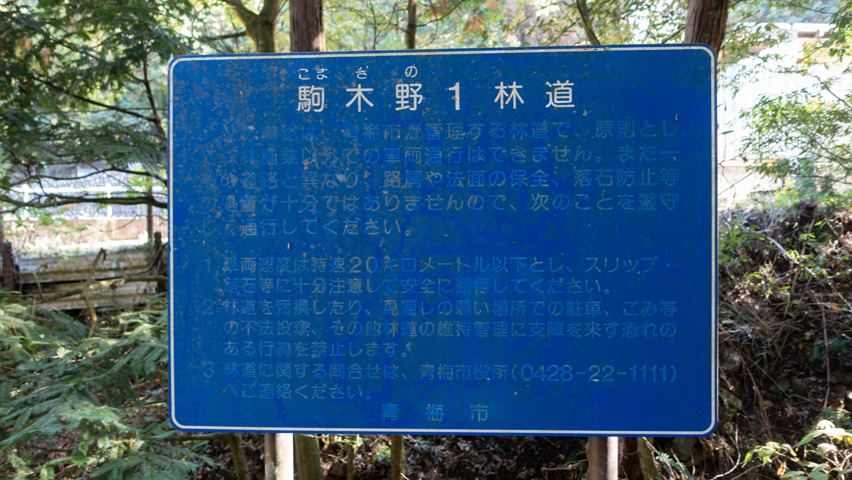 こまぎの
駒木野1林道
は、青梅市が管理する林道で、原則とし
林業以外での車両通行はできません。また一
の道路と異なり、路肩や法面の保全、落石防止等
が十分ではありませんので、次のことを遵守
し通行してください。
1 車両速度は時速20キロメートル以下とし、スリップ・
落石等に十分注意して安全に通行してください。
2 林道を汚損したり、見通しの悪い場所での駐車、ごみ等
の不法投棄、その他林道の維持管理に支障を来す恐れの
ある行為を禁止します。
3 林道に関する問合せは、青梅市役所(0428-22-1111)
へご連絡ください。
青梅市